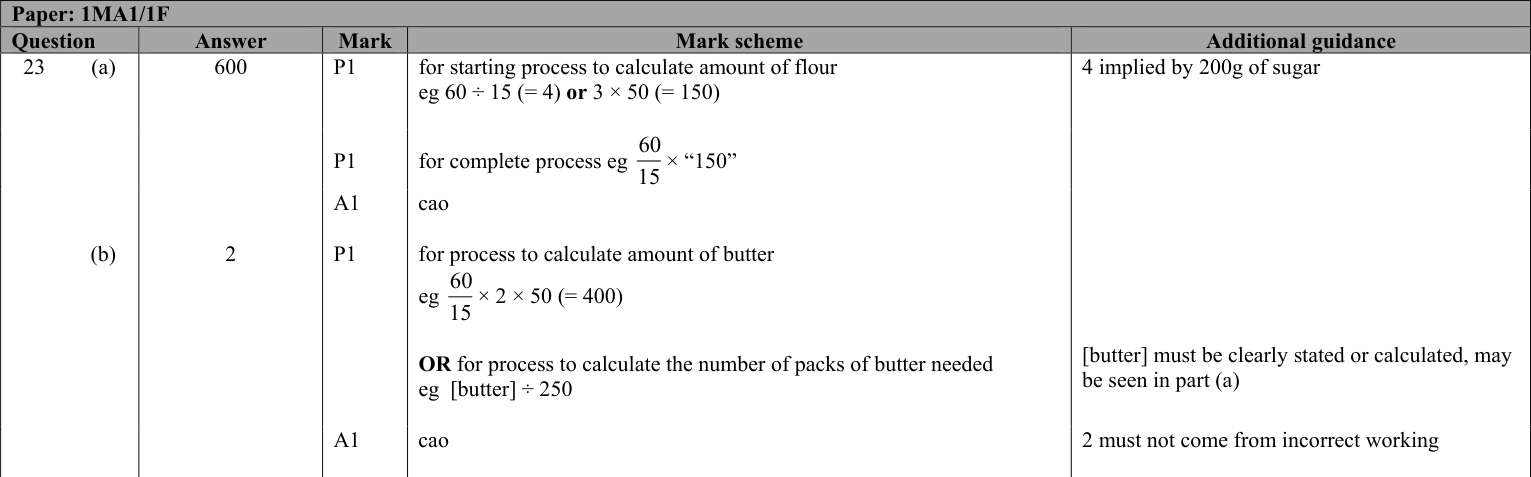 Paper: 1MA1/1F
Question Answer Mark Mark scheme Additional guidance
23 (a) 600 P1 for starting process to calculate amount of flour 4 implied by 200g of sugar
eg 60 ÷ 15 (= 4) or 3 × 50 (= 150)
P1 for complete process eg 60/15 × “150”
A1 cao
(b) 2 P1 for process to calculate amount of butter
eg 60/15 × 2 × 50 (= 400)
OR for process to calculate the number of packs of butter needed [butter] must be clearly stated or calculated, may
eg [butter] ÷ 250 be seen in part (a)
A1 cao 2 must not come from incorrect working